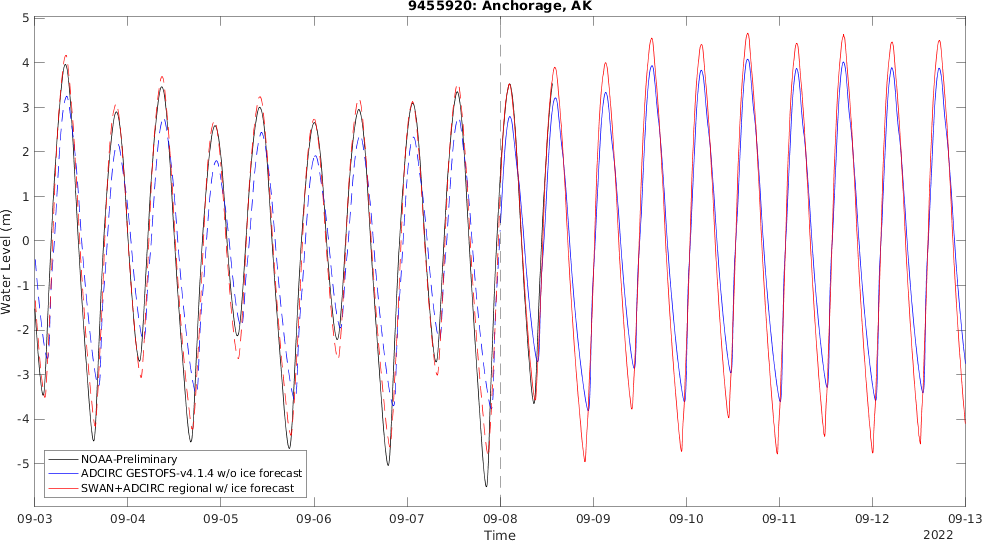 9455920: Anchorage, AK
5
4
3
2
1
0
-1
-2
-3
-4
-5
Water Level (m)
NOAA-Preliminary
ADCIRC GESTOFS-v4.1.4 w/o ice forecast
SWAN+ADCIRC regional w/ ice forecast
09-03 09-04 09-05 09-06 09-07 09-08 09-09 09-10 09-11 09-12 09-13
Time
2022